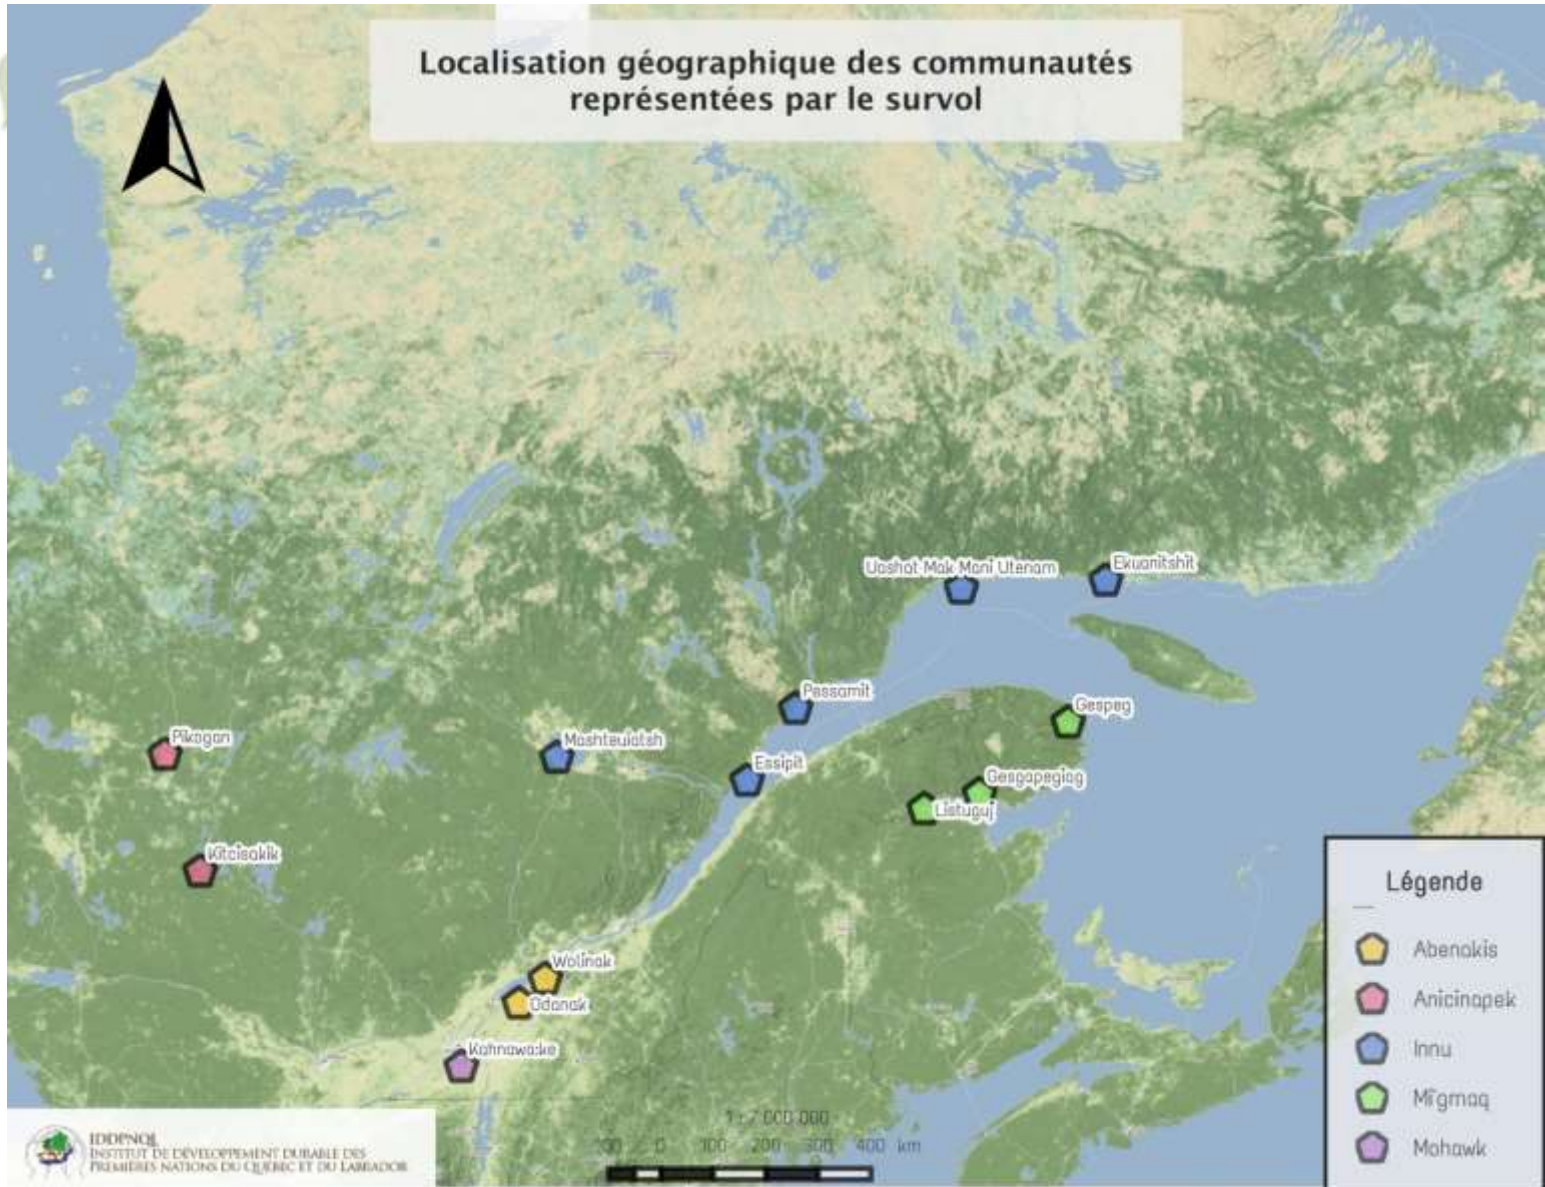 Localisation géographique des communautés
représentées par le survol
Uashat Mak Mani Utenam
Ekuanitshit
Pessamit
Gespeg
Pikogan
Mashteuiatsh
Essipit
Gesgapegiag
Listuguj
Kitcisakik
Légende
Abenakis
Anicinapek
Innu
Mi'gmaq
Mohawk
Wolinak
Odanak
Kahnawa:ke
1 : 7 000 000
0 100 200 300 400 km
IDDPNQL
INSTITUT DE DÉVELOPPEMENT DURABLE DES
PREMIÈRES NATIONS DU QUÉBEC ET DU LABRADOR